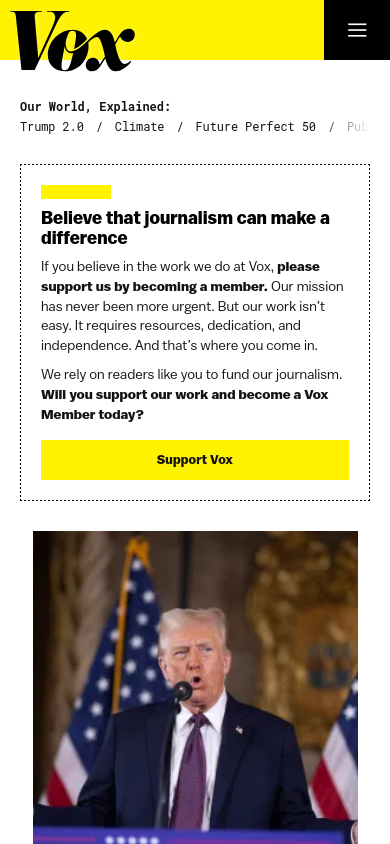 Vox
Our World, Explained:
Trump 2.0 / Climate / Future Perfect 50 / Pub
Believe that journalism can make a
difference
If you believe in the work we do at Vox, please
support us by becoming a member. Our mission
has never been more urgent. But our work isn’t
easy. It requires resources, dedication, and
independence. And that’s where you come in.
We rely on readers like you to fund our journalism.
Will you support our work and become a Vox
Member today?
Support Vox